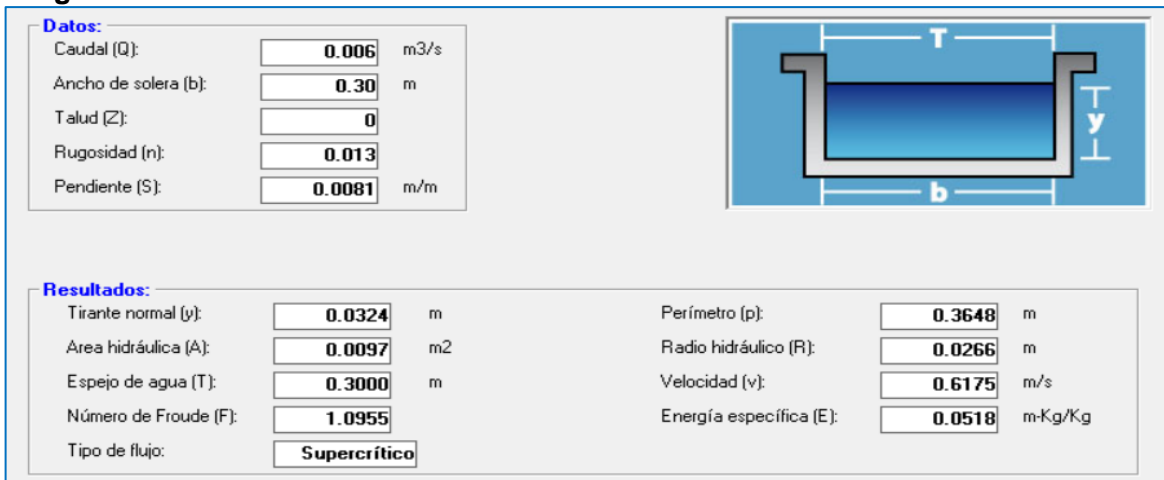 Datos:
Caudal (Q): 0.006 m3/s
Ancho de solera (b): 0.30 m
Talud (Z): 0
Rugosidad (n): 0.013
Pendiente (S): 0.0081 m/m
T
y
b
Resultados:
Tirante normal (y): 0.0324 m Perímetro (p): 0.3648 m
Area hidráulica (A): 0.0097 m2 Radio hidráulico (R): 0.0266 m
Espejo de agua (T): 0.3000 m Velocidad (v): 0.6175 m/s
Número de Froude (F): 1.0955 Energía específica (E): 0.0518 m-Kg/Kg
Tipo de flujo: Supercrítico